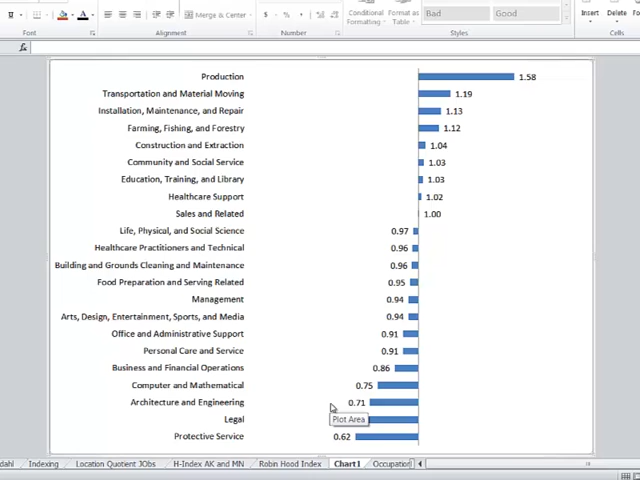 Merge & Center
$
%
Conditional Formatting
Format as Table
Bad
Good
Insert
Delete
Font
Alignment
Number
Styles
Cells
fx
Production 1.58
Transportation and Material Moving 1.19
Installation, Maintenance, and Repair 1.13
Farming, Fishing, and Forestry 1.12
Construction and Extraction 1.04
Community and Social Service 1.03
Education, Training, and Library 1.03
Healthcare Support 1.02
Sales and Related 1.00
Life, Physical, and Social Science 0.97
Healthcare Practitioners and Technical 0.96
Building and Grounds Cleaning and Maintenance 0.96
Food Preparation and Serving Related 0.95
Management 0.94
Arts, Design, Entertainment, Sports, and Media 0.94
Office and Administrative Support 0.91
Personal Care and Service 0.91
Business and Financial Operations 0.86
Computer and Mathematical 0.75
Architecture and Engineering 0.71
Legal
Plot Area
Protective Service 0.62
dahl Indexing Location Quotient JObs H-Index AK and MN Robin Hood Index Chart1 Occupation